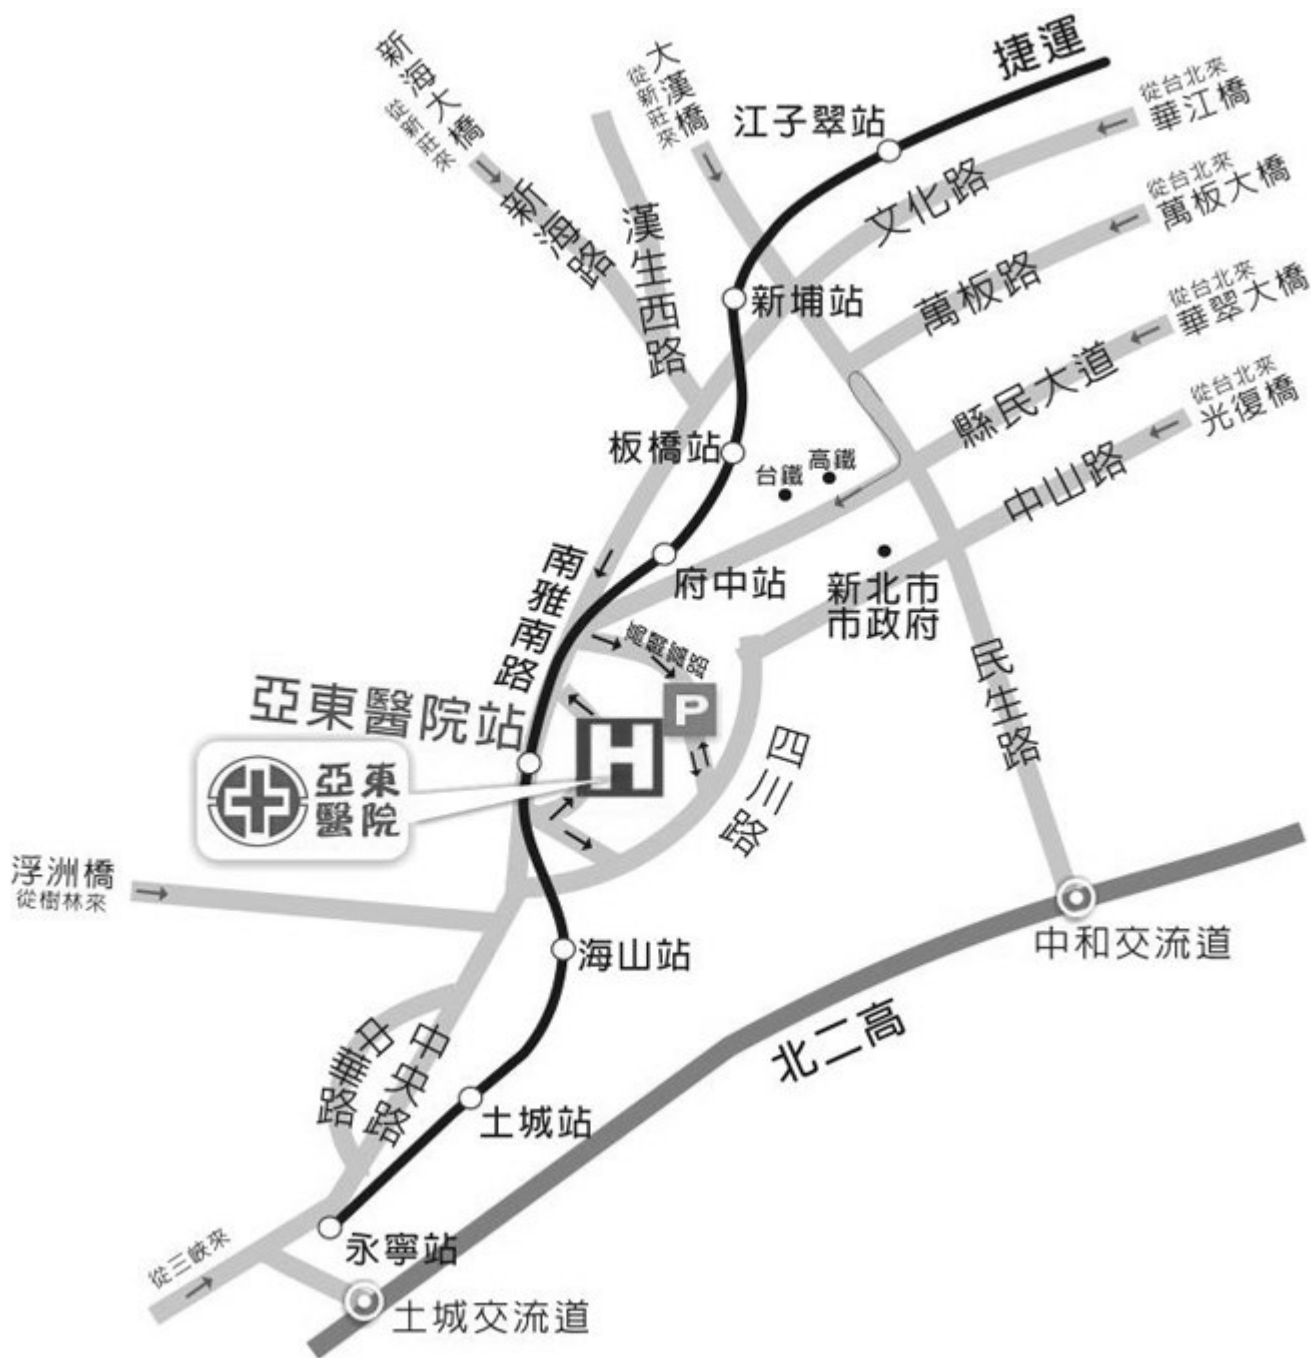 捷運
新海大橋
從新莊來
大漢橋
從新莊來
從台北來
華江橋
江子翠站
文化路
從台北來
萬板大橋
新海路
漢生西路
新埔站
萬板路
從台北來
華翠大橋
縣民大道
從台北來
光復橋
板橋站
台鐵
高鐵
中山路
南雅南路
府中站
新北市
市政府
民生路
亞東醫院站
P
H
亞東
醫院
四川路
浮洲橋
從樹林來
海山站
中和交流道
北二高
中華路
中央路
土城站
永寧站
從三峽來
土城交流道